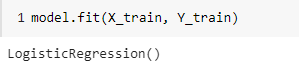 1 model.fit(X_train, Y_train)
LogisticRegression()